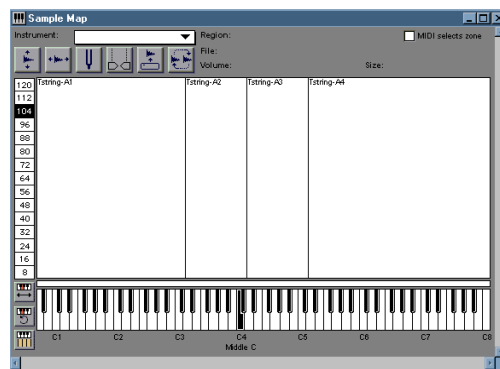 Sample Map
Instrument:
Region:
MIDI selects zone
File:
Volume:
Size:
120
112
104
96
88
80
72
64
56
48
40
32
24
16
8
Tstring-A1
Tstring-A2
Tstring-A3
Tstring-A4
C1
C2
C3
C4
C5
C6
C7
C8
Middle C